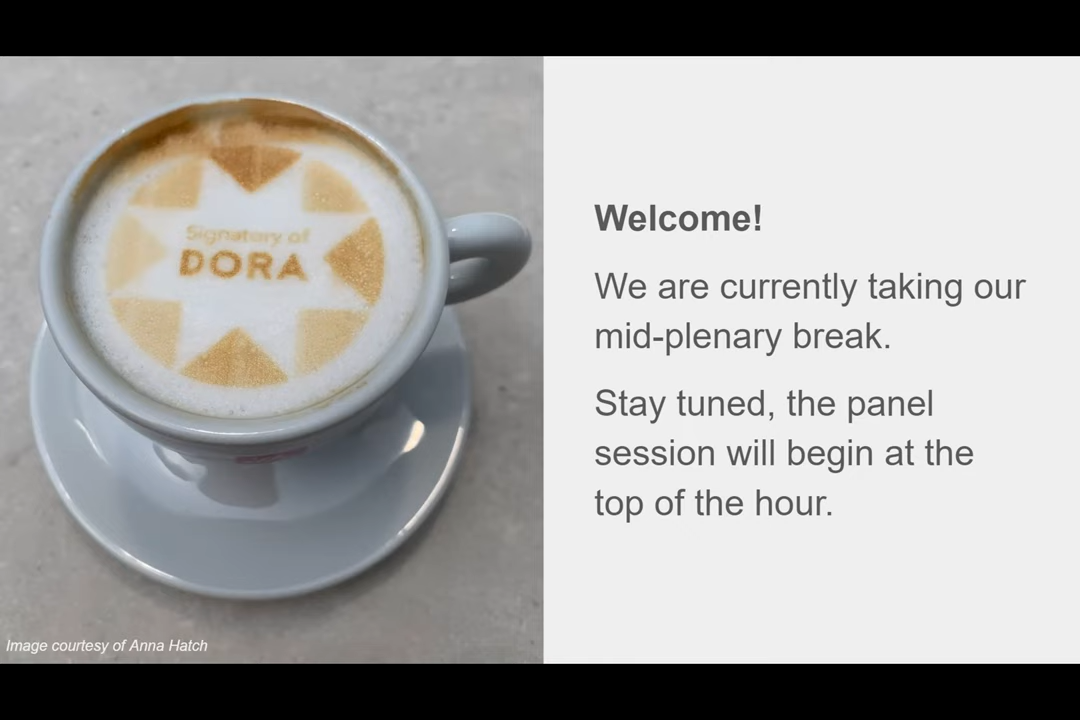 Signatory of
DORA
Image courtesy of Anna Hatch
Welcome!
We are currently taking our
mid-plenary break.
Stay tuned, the panel
session will begin at the
top of the hour.